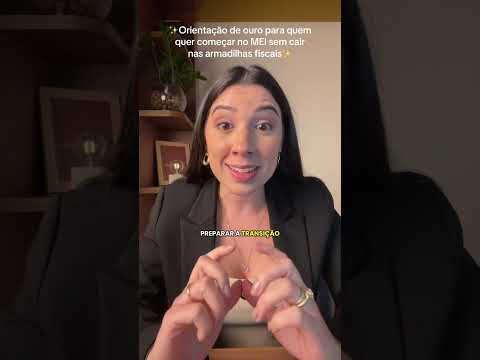 ✨Orientação de ouro para quem
quer começar no MEI sem cair
nas armadilhas fiscais✨
PREPARAR A TRANSIÇÃO